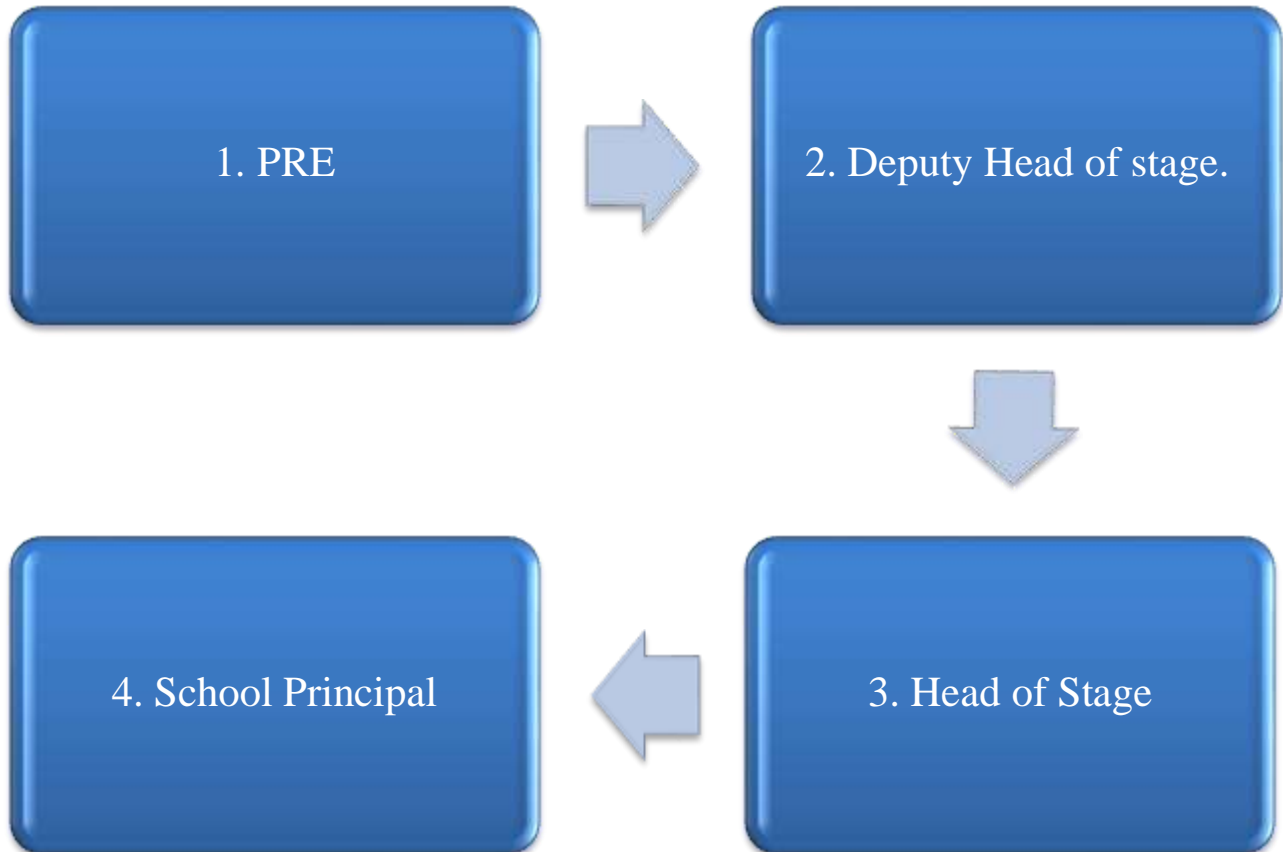 1. PRE
2. Deputy Head of stage.
3. Head of Stage
4. School Principal